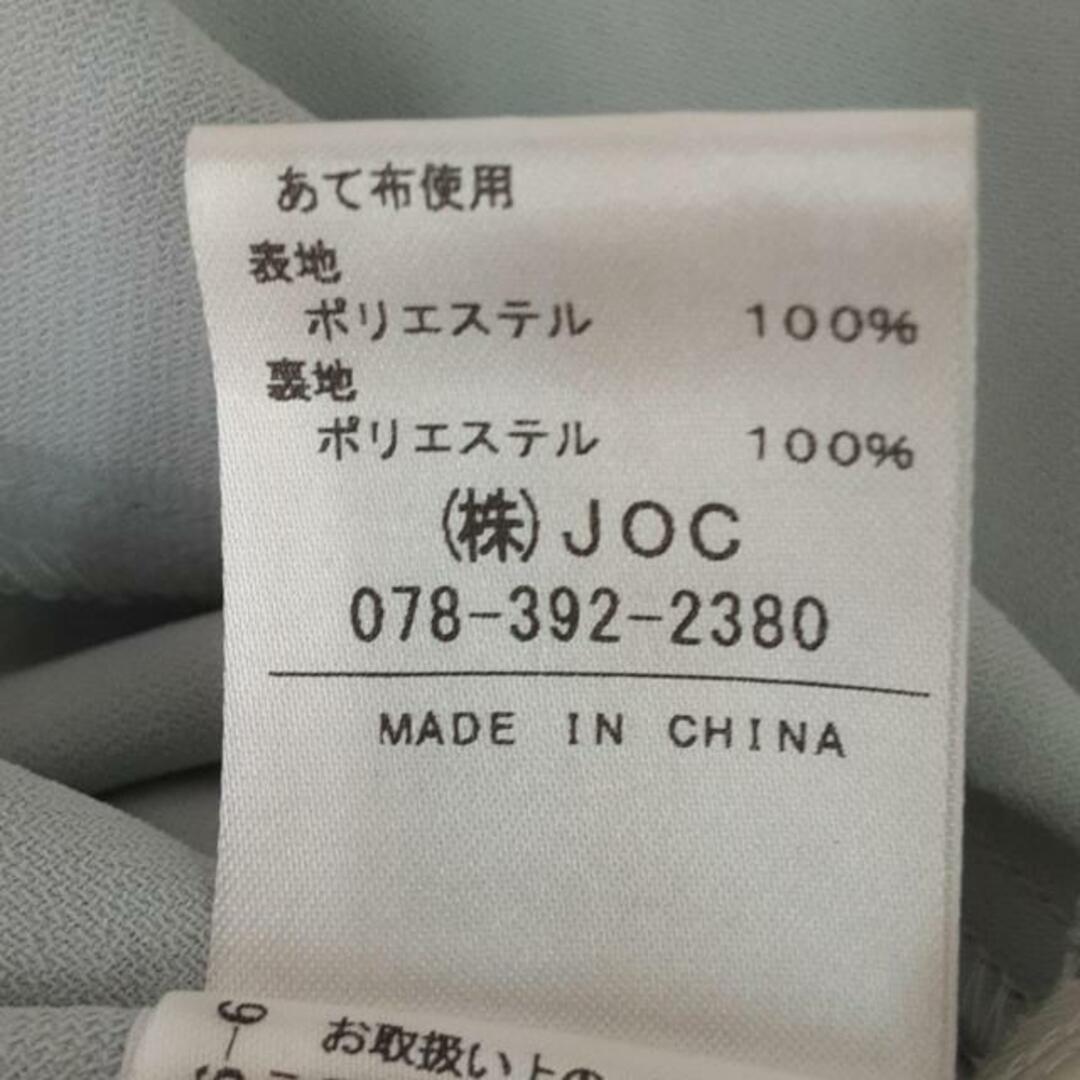 あて布使用
表地
ポリエステル 100%
裏地
ポリエステル 100%
(株)JOC
078-392-2380
MADE IN CHINA
お取扱い上の